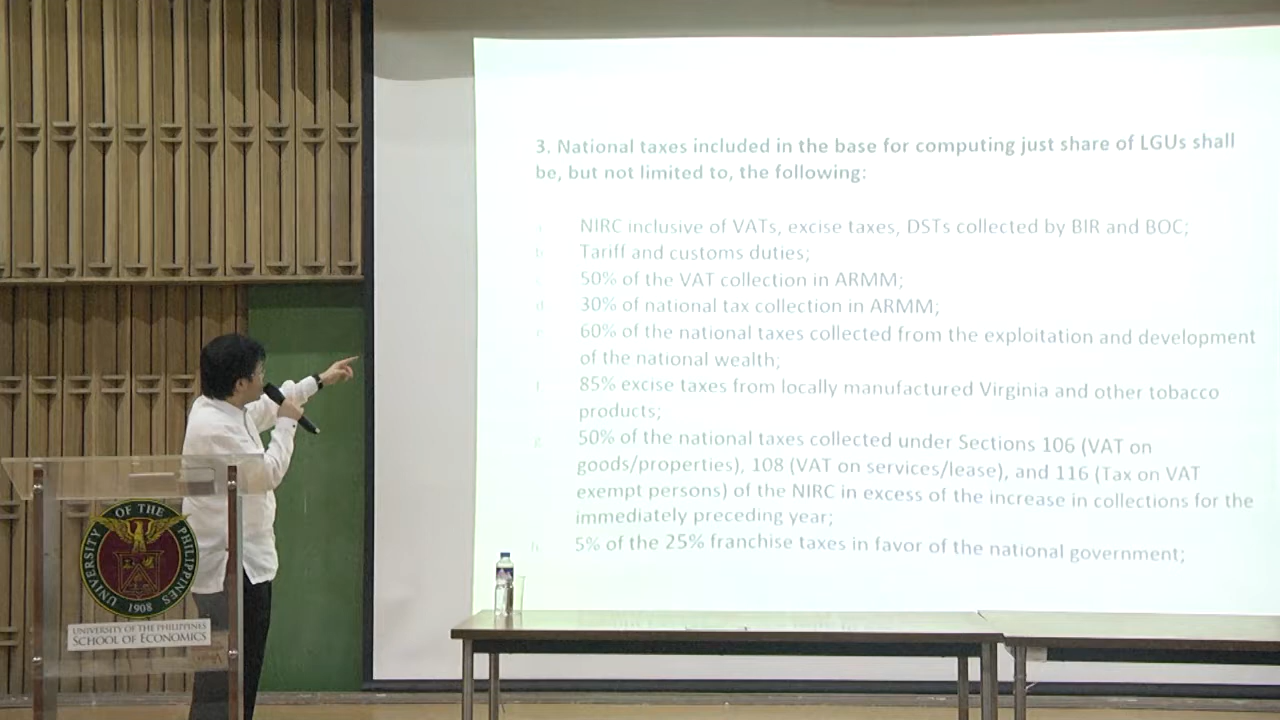 3. National taxes included in the base for computing just share of LGUs shall
be, but not limited to, the following:
NIRC inclusive of VATs, excise taxes, DSTs collected by BIR and BOC;
Tariff and customs duties;
50% of the VAT collection in ARMM;
30% of national tax collection in ARMM;
60% of the national taxes collected from the exploitation and development
of the national wealth;
f. 85% excise taxes from locally manufactured Virginia and other tobacco
products;
g. 50% of the national taxes collected under Sections 106 (VAT on
goods/properties), 108 (VAT on services/lease), and 116 (Tax on VAT
exempt persons) of the NIRC in excess of the increase in collections for the
immediately preceding year;
h. 5% of the 25% franchise taxes in favor of the national government;
UNIVERSITY OF THE PHILIPPINES
1908
UNIVERSITY OF THE PHILIPPINES
SCHOOL OF ECONOMICS